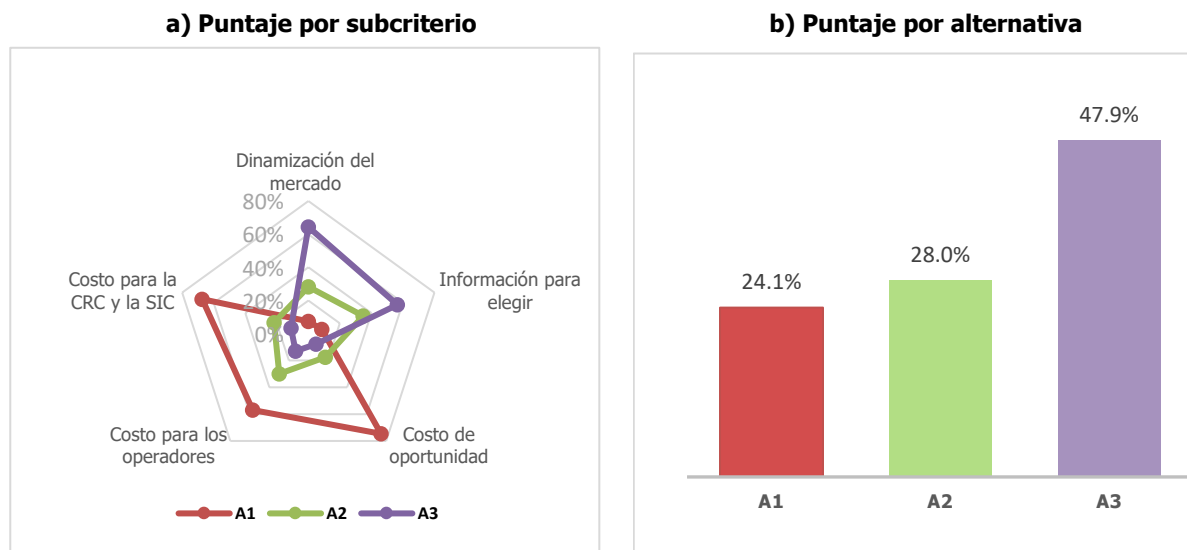 a) Puntaje por subcriterio
Dinamización del
mercado
80%
60%
40%
20%
0%
Información para
elegir
Costo de
oportunidad
Costo para los
operadores
Costo para la
CRC y la SIC
A1
A2
A3
b) Puntaje por alternativa
24.1%
28.0%
47.9%
A1
A2
A3